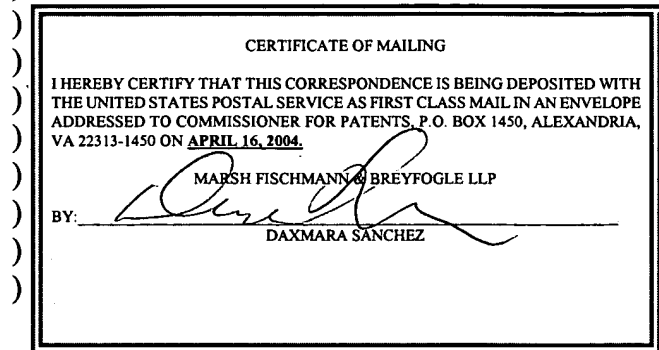 CERTIFICATE OF MAILING
I HEREBY CERTIFY THAT THIS CORRESPONDENCE IS BEING DEPOSITED WITH
THE UNITED STATES POSTAL SERVICE AS FIRST CLASS MAIL IN AN ENVELOPE
ADDRESSED TO COMMISSIONER FOR PATENTS, P.O. BOX 1450, ALEXANDRIA,
VA 22313-1450 ON APRIL 16, 2004.
MARSH FISCHMANN & BREYFOGLE LLP
BY:
DAXMARA SANCHEZ
)
)
)
)
)
)
)
)